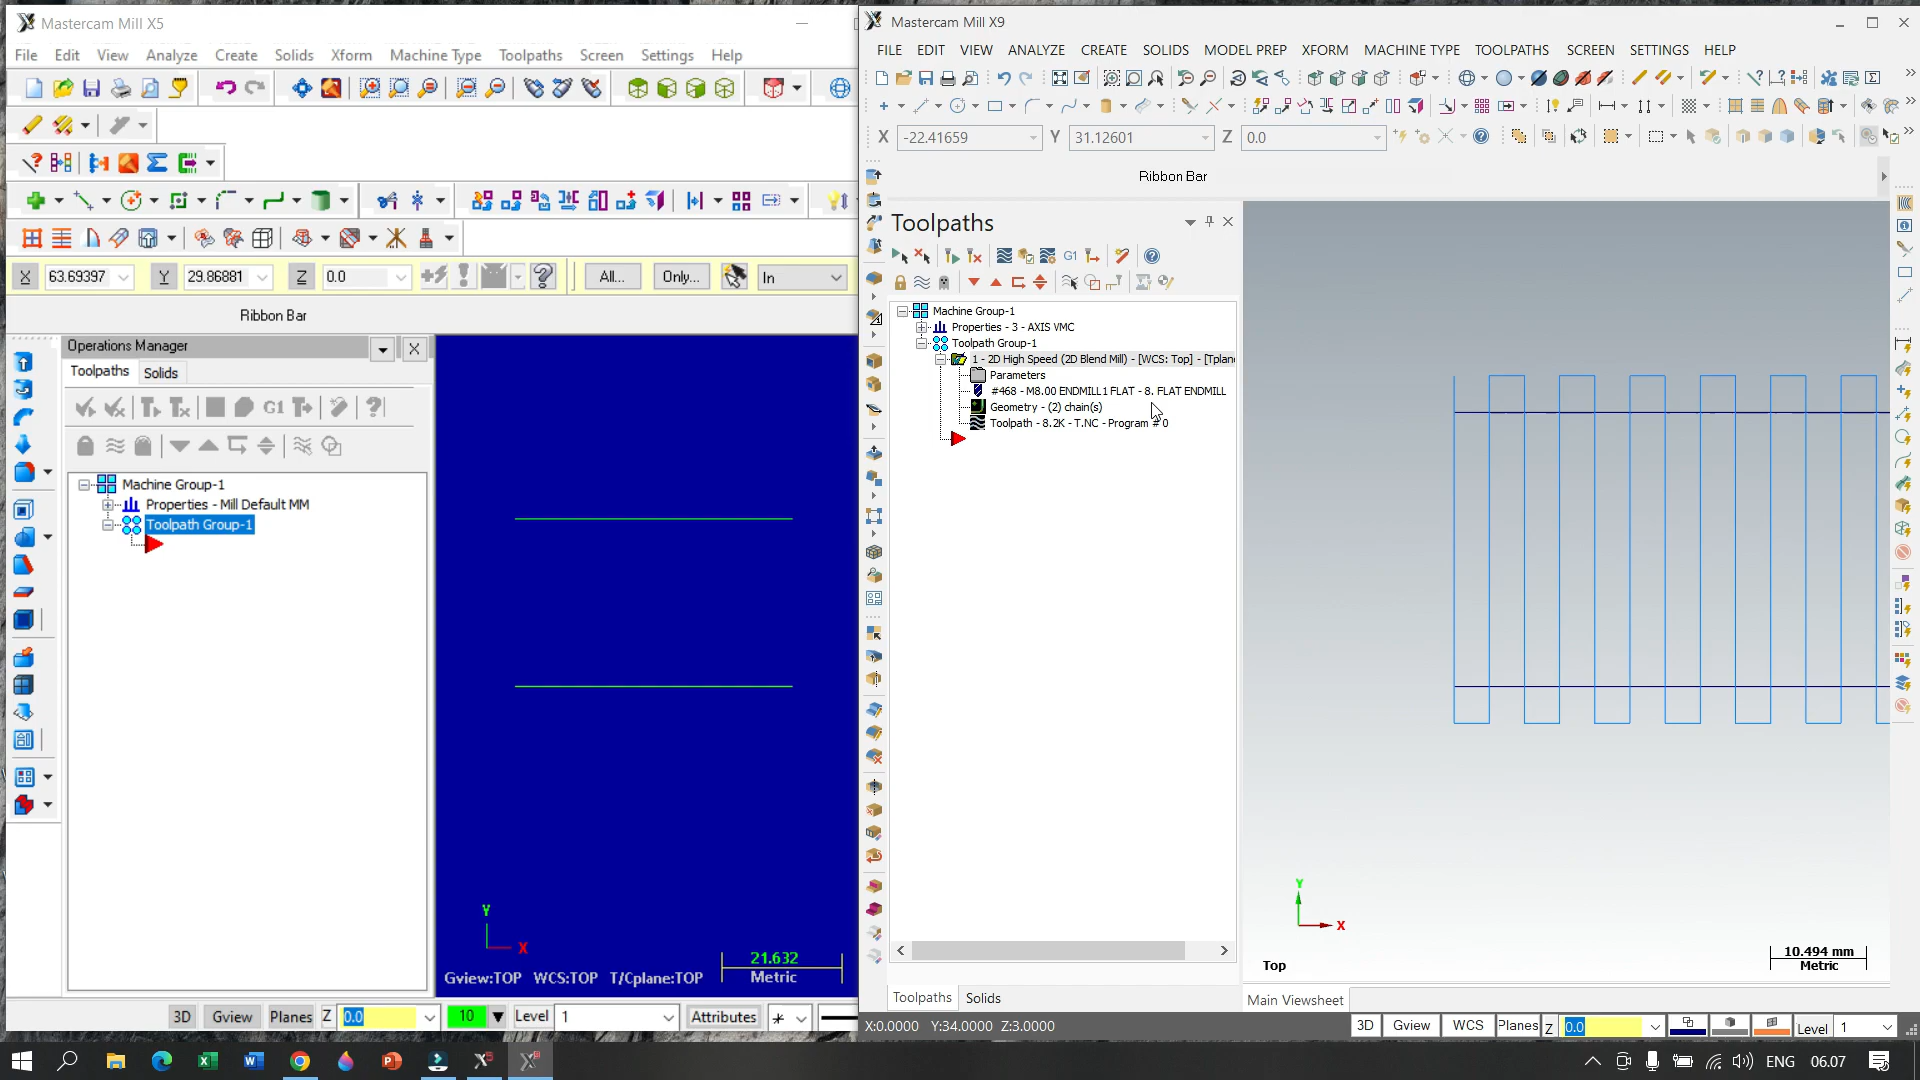 Mastercam Mill X5
File Edit View Analyze Create Solids Xform Machine Type Toolpaths Screen Settings Help
G1
X 63.69397 Y 29.86881 Z 0.0 All... Only... In
Ribbon Bar
Operations Manager
Toolpaths Solids
G1
Machine Group-1
Properties - Mill Default MM
Toolpath Group-1
Y
X
21.632
Gview:TOP WCS:TOP T/Cplane:TOP Metric
3D Gview Planes Z 0.0 10 Level 1 Attributes
Mastercam Mill X9
FILE EDIT VIEW ANALYZE CREATE SOLIDS MODEL PREP XFORM MACHINE TYPE TOOLPATHS SCREEN SETTINGS HELP
X -22.41659 Y 31.12601 Z 0.0
Ribbon Bar
Toolpaths
G1
Machine Group-1
Properties - 3 - AXIS VMC
Toolpath Group-1
1 - 2D High Speed (2D Blend Mill) - [WCS: Top] - [Tplan
Parameters
#468 - M8.00 ENDMILL1 FLAT - 8. FLAT ENDMILL
Geometry - (2) chain(s)
Toolpath - 8.2K - T.NC - Program # 0
Y
X
Top
10.494 mm
Metric
Toolpaths Solids
Main Viewsheet
X:0.0000 Y:34.0000 Z:3.0000
3D Gview WCS Planes Z 0.0 Level 1
ENG 06.07